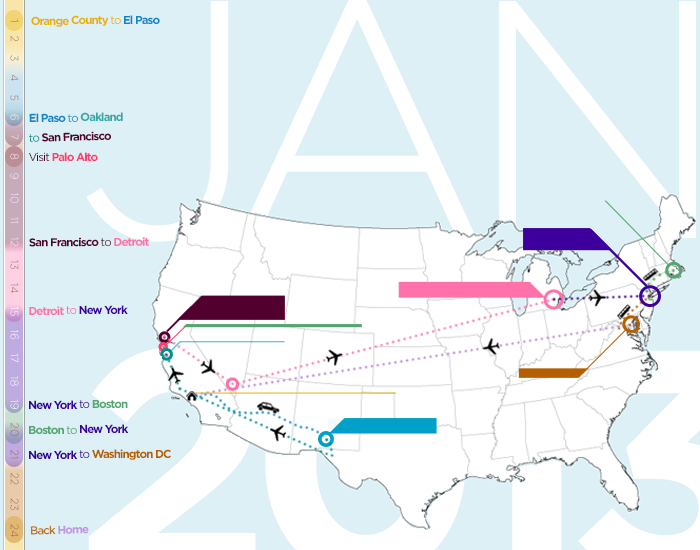 JAN
2013
1
Orange County to El Paso
2
3
4
5
6
El Paso to Oakland
7
to San Francisco
8
Visit Palo Alto
9
10
11
12
San Francisco to Detroit
13
14
15
Detroit to New York
16
17
18
19
New York to Boston
20
Boston to New York
21
New York to Washington DC
22
23
24
Back Home